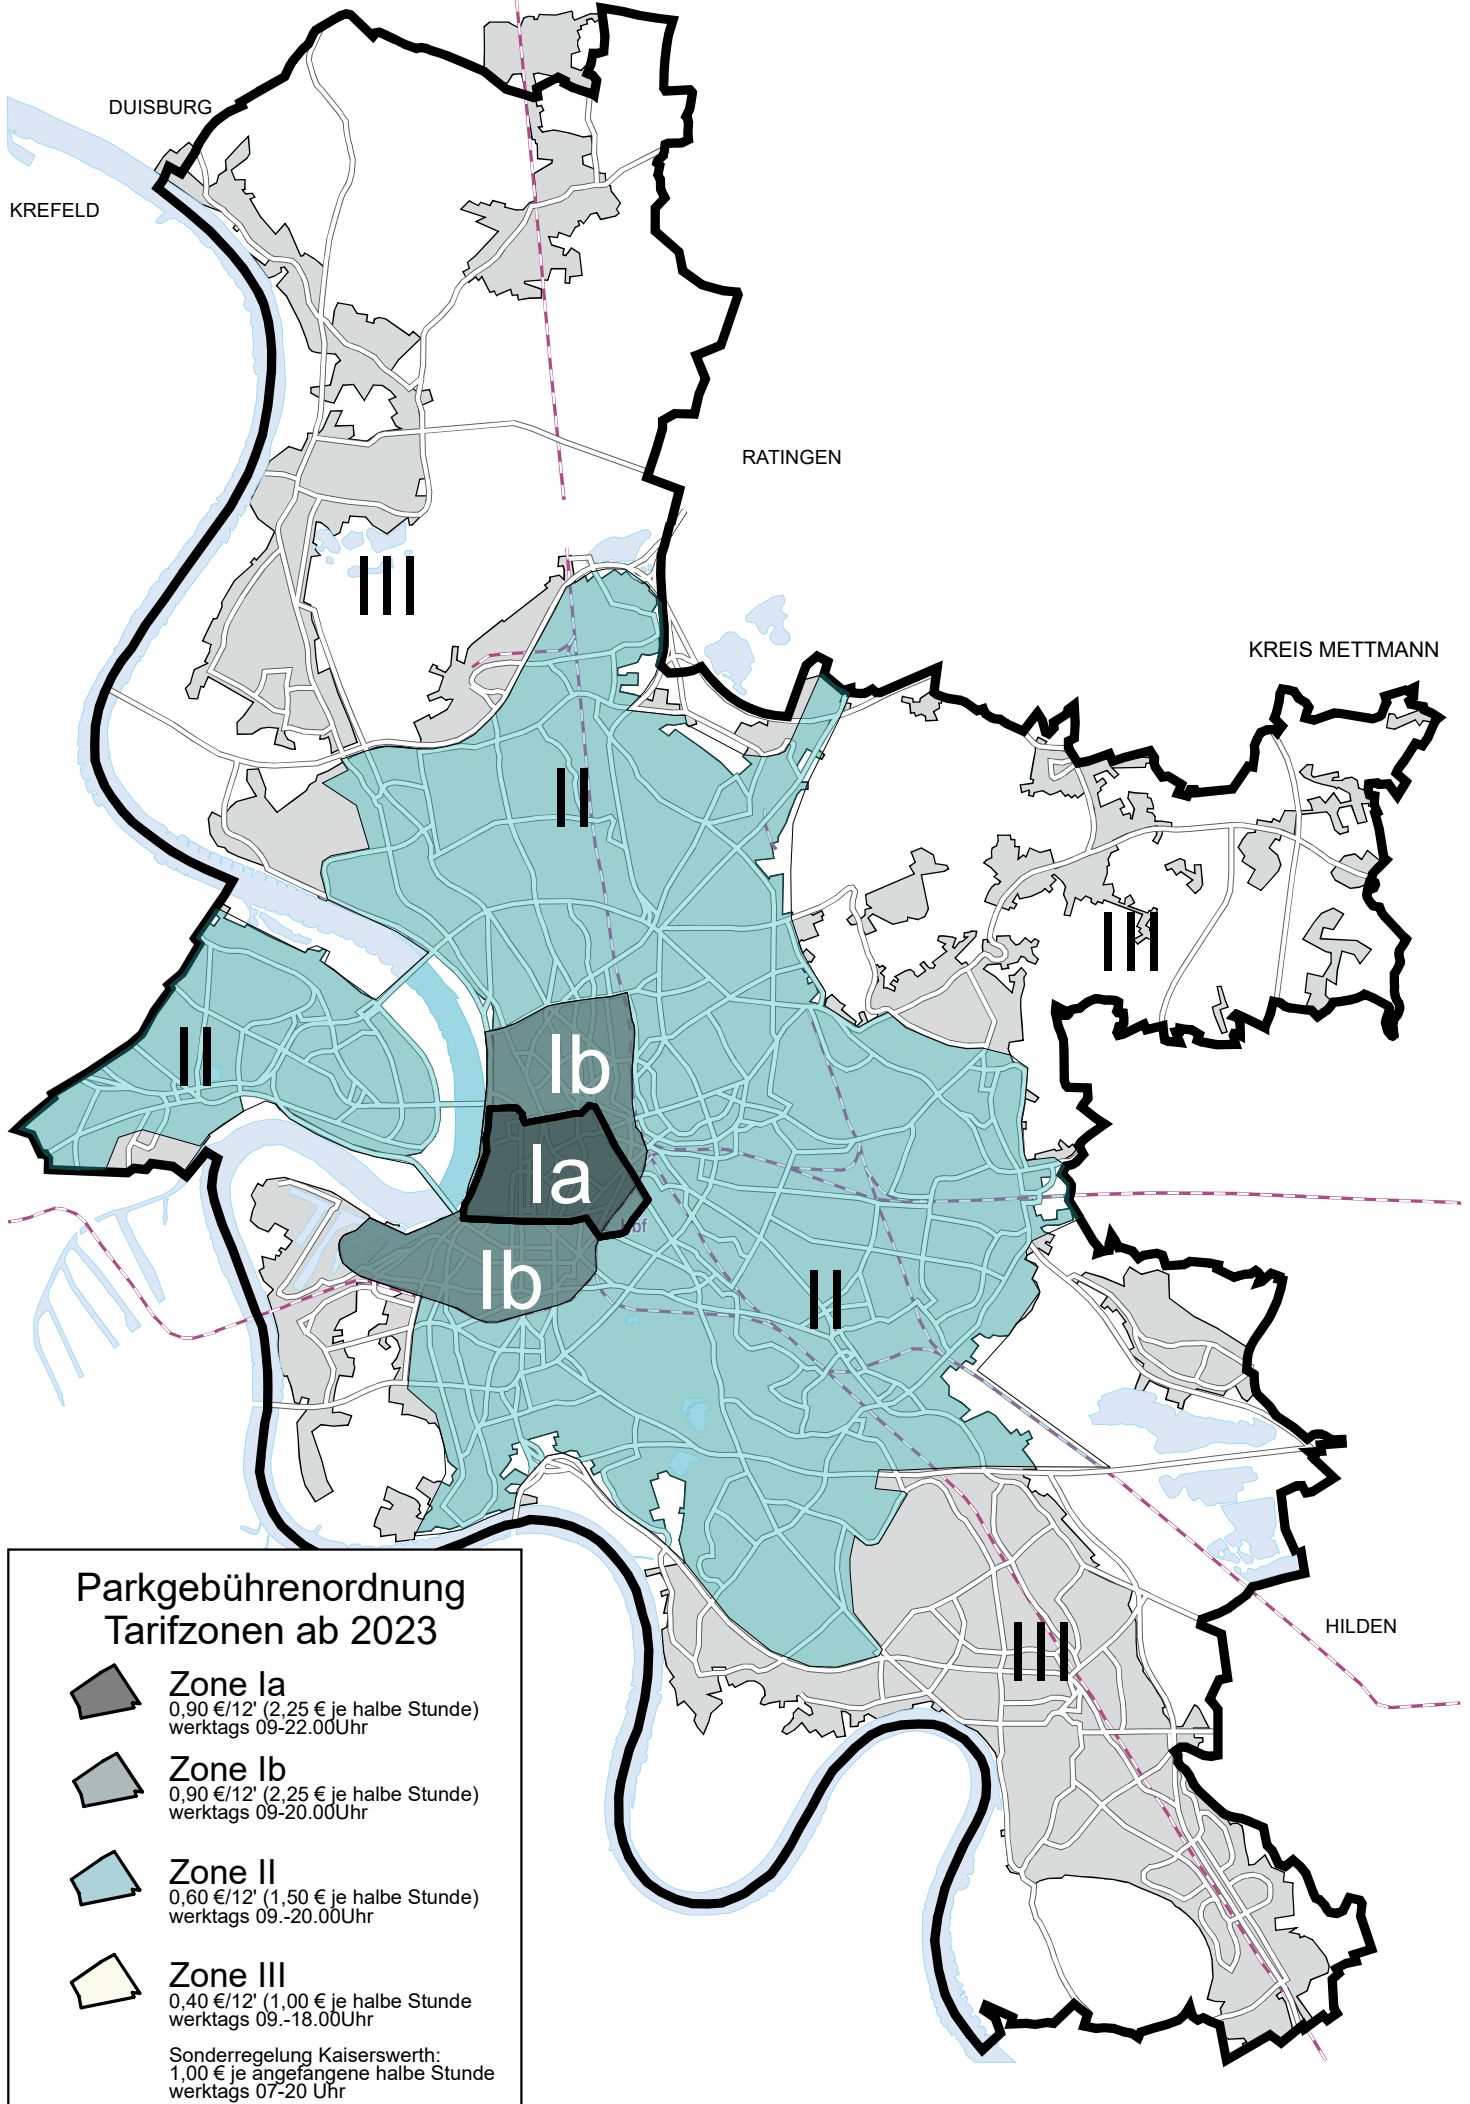 DUISBURG
KREFELD
RATINGEN
III
KREIS METTMANN
II
III
II
Ib
Ia
bf
Ib
II
HILDEN
III
Parkgebührenordnung
Tarifzonen ab 2023
Zone Ia
0,90 €/12' (2,25 € je halbe Stunde)
werktags 09-22.00Uhr
Zone Ib
0,90 €/12' (2,25 € je halbe Stunde)
werktags 09-20.00Uhr
Zone II
0,60 €/12' (1,50 € je halbe Stunde)
werktags 09.-20.00Uhr
Zone III
0,40 €/12' (1,00 € je halbe Stunde
werktags 09.-18.00Uhr
Sonderregelung Kaiserswerth:
1,00 € je angefangene halbe Stunde
werktags 07-20 Uhr